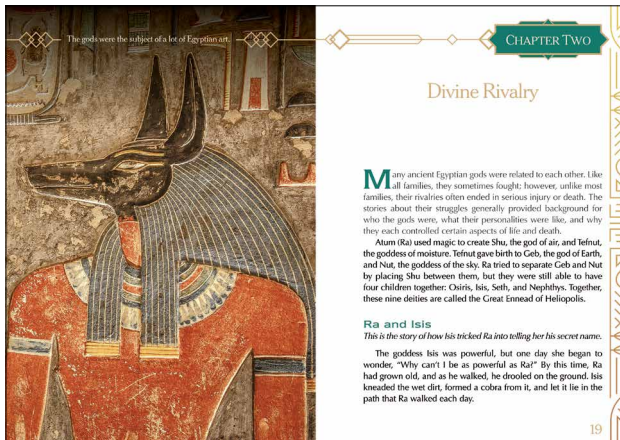 The gods were the subject of a lot of Egyptian art.
CHAPTER TWO
Divine Rivalry
Many ancient Egyptian gods were related to each other. Like
all families, they sometimes fought; however, unlike most
families, their rivalries often ended in serious injury or death. The
stories about their struggles generally provided background for
who the gods were, what their personalities were like, and why
they each controlled certain aspects of life and death.
Atum (Ra) used magic to create Shu, the god of air, and Tefnut,
the goddess of moisture. Tefnut gave birth to Geb, the god of Earth,
and Nut, the goddess of the sky. Ra tried to separate Geb and Nut
by placing Shu between them, but they were still able to have
four children together: Osiris, Isis, Seth, and Nephthys. Together,
these nine deities are called the Great Ennead of Heliopolis.
Ra and Isis
This is the story of how Isis tricked Ra into telling her his secret name.
The goddess Isis was powerful, but one day she began to
wonder, “Why can't I be as powerful as Ra?” By this time, Ra
had grown old, and as he walked, he drooled on the ground. Isis
kneaded the wet dirt, formed a cobra from it, and let it lie in the
path that Ra walked each day.
19